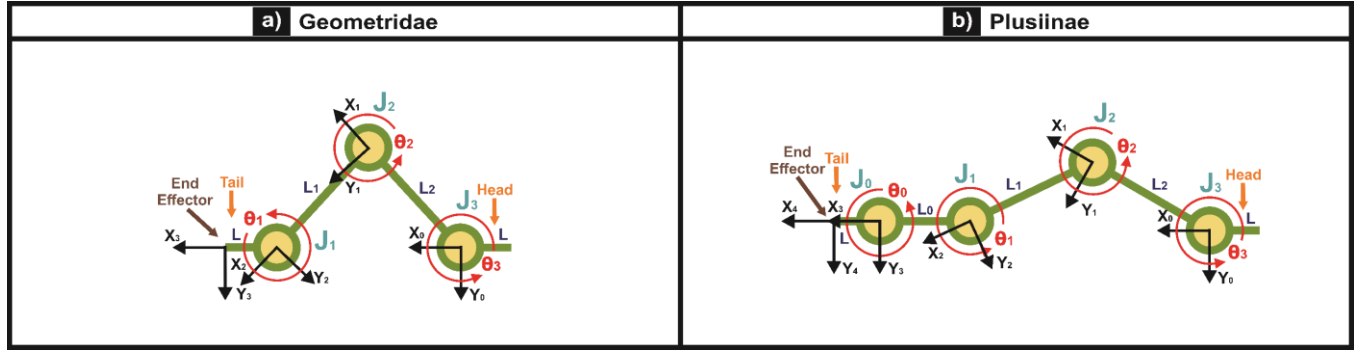 a) Geometridae
b) Plusiinae
X₁
J₂
θ₂
Y₁
L₁
L₂
End
Effector
Tail
θ₁
L
J₁
X₃
X₂
Y₃
Y₂
J₃
Head
L
X₀
θ₃
Y₀
J₂
X₁
θ₂
Y₁
L₁
L₂
End
Effector
Tail
J₀
θ₀
J₁
X₄
X₃
L₀
L
X₂
θ₁
Y₄
Y₃
Y₂
J₃
Head
X₀
L
θ₃
Y₀